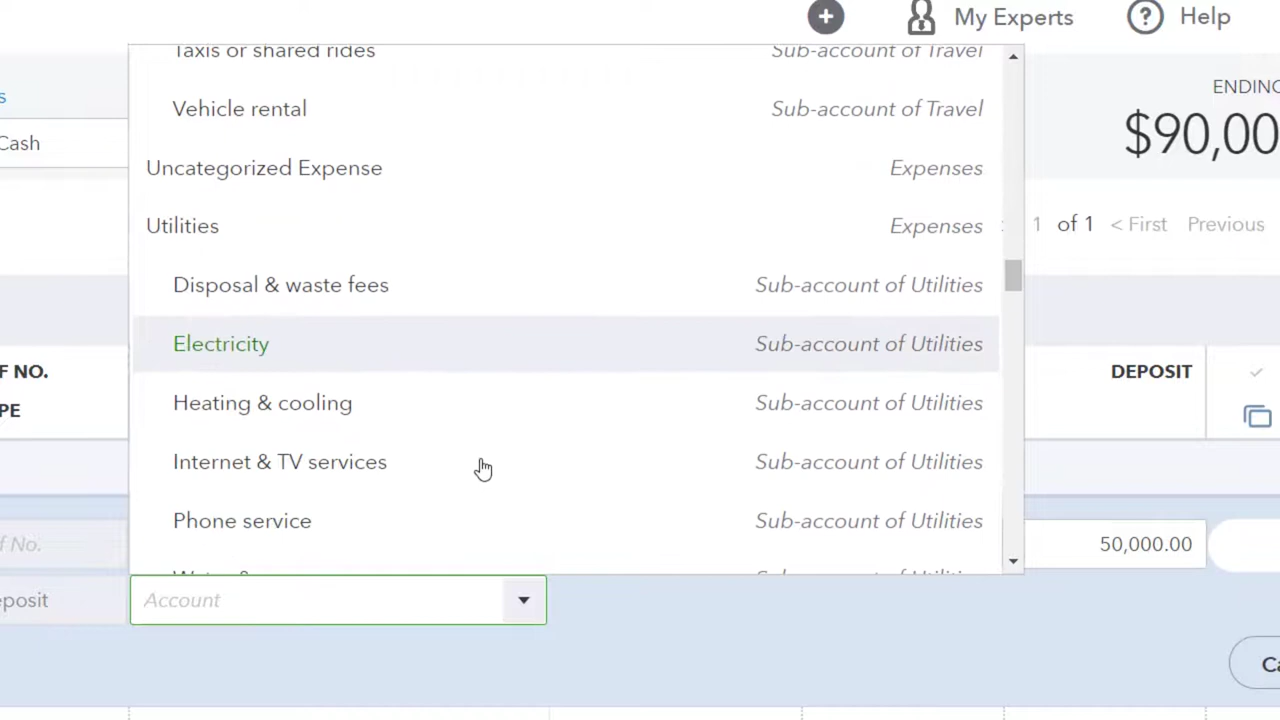 My Experts
Help
Taxis or shared rides Sub-account of Travel
s
ENDING
Vehicle rental Sub-account of Travel
Cash
$90,00
Uncategorized Expense Expenses
Utilities Expenses
1 of 1 < First Previous
Disposal & waste fees Sub-account of Utilities
Electricity Sub-account of Utilities
F NO. DEPOSIT
Heating & cooling Sub-account of Utilities
PE
Internet & TV services Sub-account of Utilities
Phone service Sub-account of Utilities
f No. 50,000.00
eposit Account
Ca